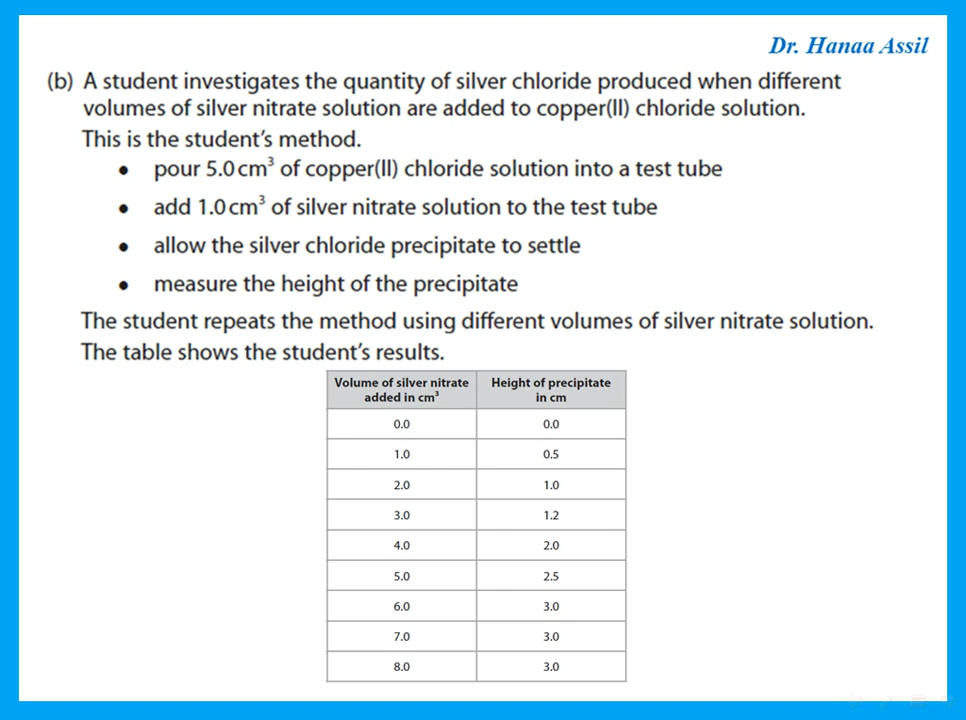 Dr. Hanaa Assil
(b) A student investigates the quantity of silver chloride produced when different
volumes of silver nitrate solution are added to copper(II) chloride solution.
This is the student's method.
• pour 5.0 cm³ of copper(II) chloride solution into a test tube
• add 1.0 cm³ of silver nitrate solution to the test tube
• allow the silver chloride precipitate to settle
• measure the height of the precipitate
The student repeats the method using different volumes of silver nitrate solution.
The table shows the student's results.
Volume of silver nitrate added in cm³ Height of precipitate in cm
0.0 0.0
1.0 0.5
2.0 1.0
3.0 1.2
4.0 2.0
5.0 2.5
6.0 3.0
7.0 3.0
8.0 3.0